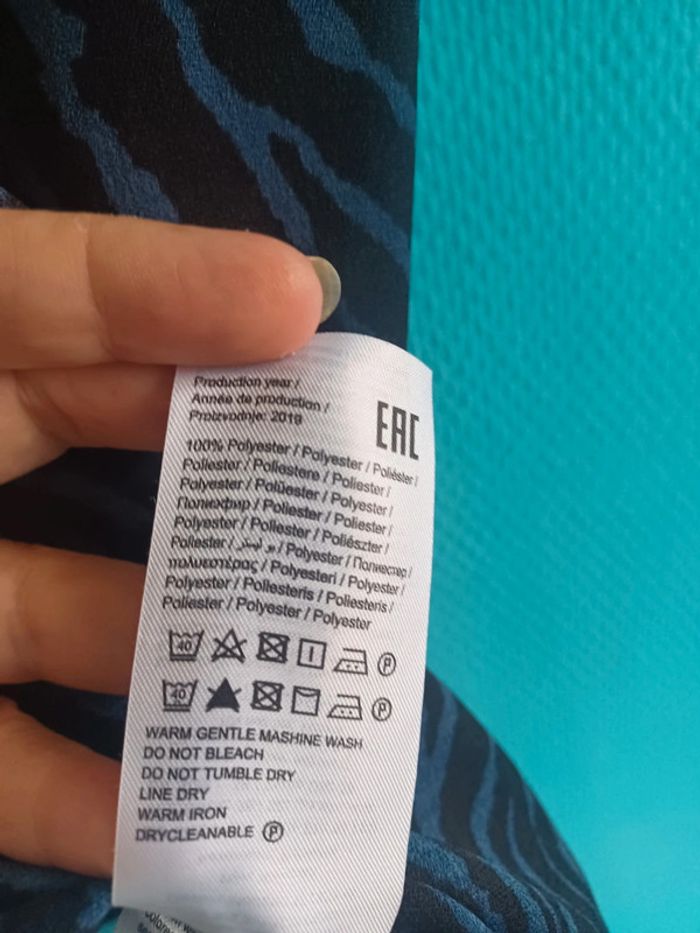 Production year /
Année de production /
Proizvodnje: 2019
EAC
100% Polyester / Polyester / Poliéster /
Poliester / Poliestere / Poliester /
Polyester / Polüester / Polyester /
Полиэфир / Poliester / Poliester /
Polyester / Poliester / Poliészter /
Poliester / بوليستر / Polyester / Полиестер /
πολυεστέρας / Polyesteri / Polyester /
Polyester / Poliesteris / Poliesteris /
Poliester / Polyester / Polyester
40 P
40 P
WARM GENTLE MASHINE WASH
DO NOT BLEACH
DO NOT TUMBLE DRY
LINE DRY
WARM IRON
DRYCLEANABLE P